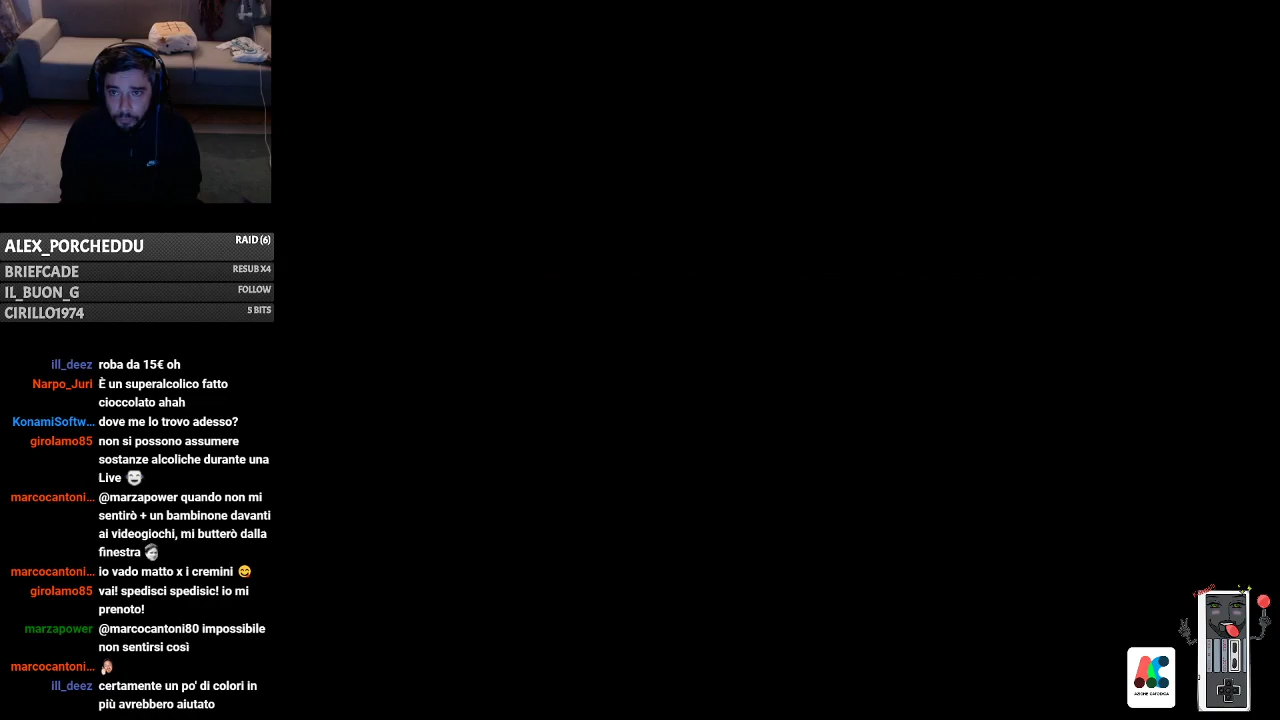 ALEX_PORCHEDDU RAID (6)
BRIEFCADE RESUB X4
IL_BUON_G FOLLOW
CIRILLO1974 5 BITS
ill_deez roba da 15€ oh
Narpo_Juri È un superalcolico fatto
cioccolato ahah
KonamiSoftw... dove me lo trovo adesso?
girolamo85 non si possono assumere
sostanze alcoliche durante una
Live
marcocantoni... @marzapower quando non mi
sentirò + un bambinone davanti
ai videogiochi, mi butterò dalla
finestra
marcocantoni... io vado matto x i cremini 😋
girolamo85 vai! spedisci spedisic! io mi
prenoto!
marzapower @marcocantoni80 impossibile
non sentirsi così
marcocantoni...
ill_deez certamente un po' di colori in
più avrebbero aiutato